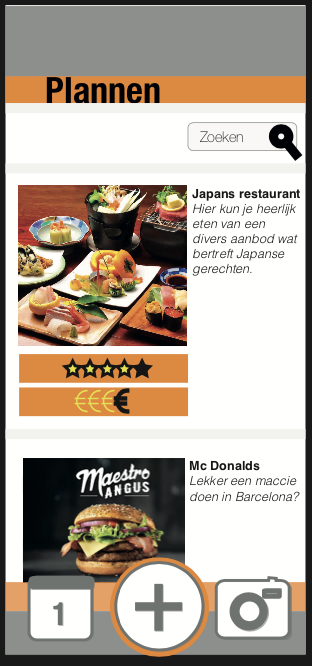 Plannen
Zoeken
Japans restaurant
Hier kun je heerlijk
eten van een
divers aanbod wat
bertreft Japanse
gerechten.
€€€€
Maestro
ANGUS
Mc Donalds
Lekker een maccie
doen in Barcelona?
1